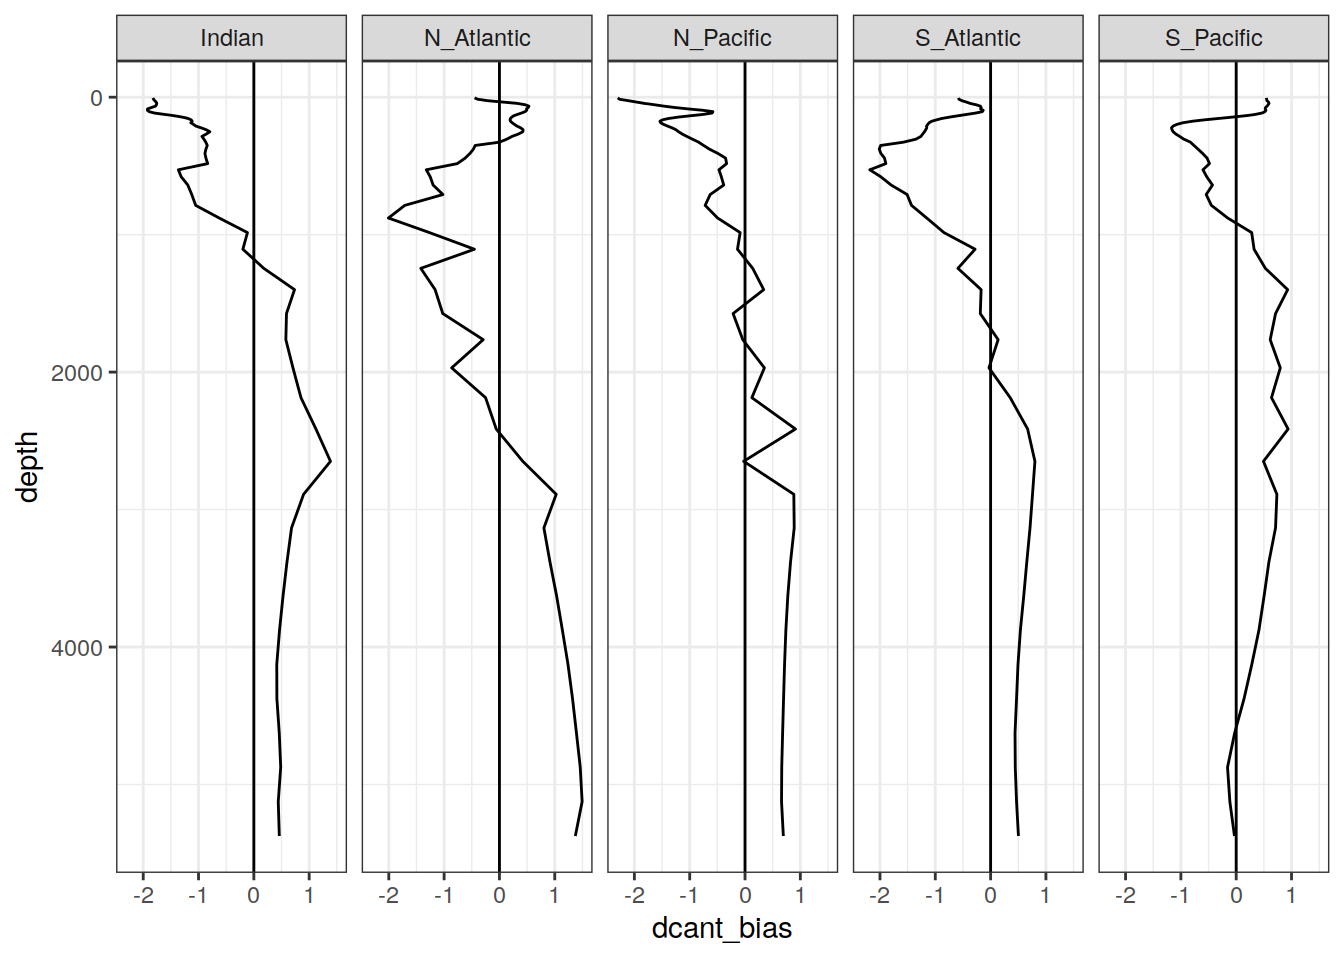 Indian N_Atlantic N_Pacific S_Atlantic S_Pacific
0
2000
4000
depth
-2 -1 0 1 -2 -1 0 1 -2 -1 0 1 -2 -1 0 1 -2 -1 0 1
dcant_bias